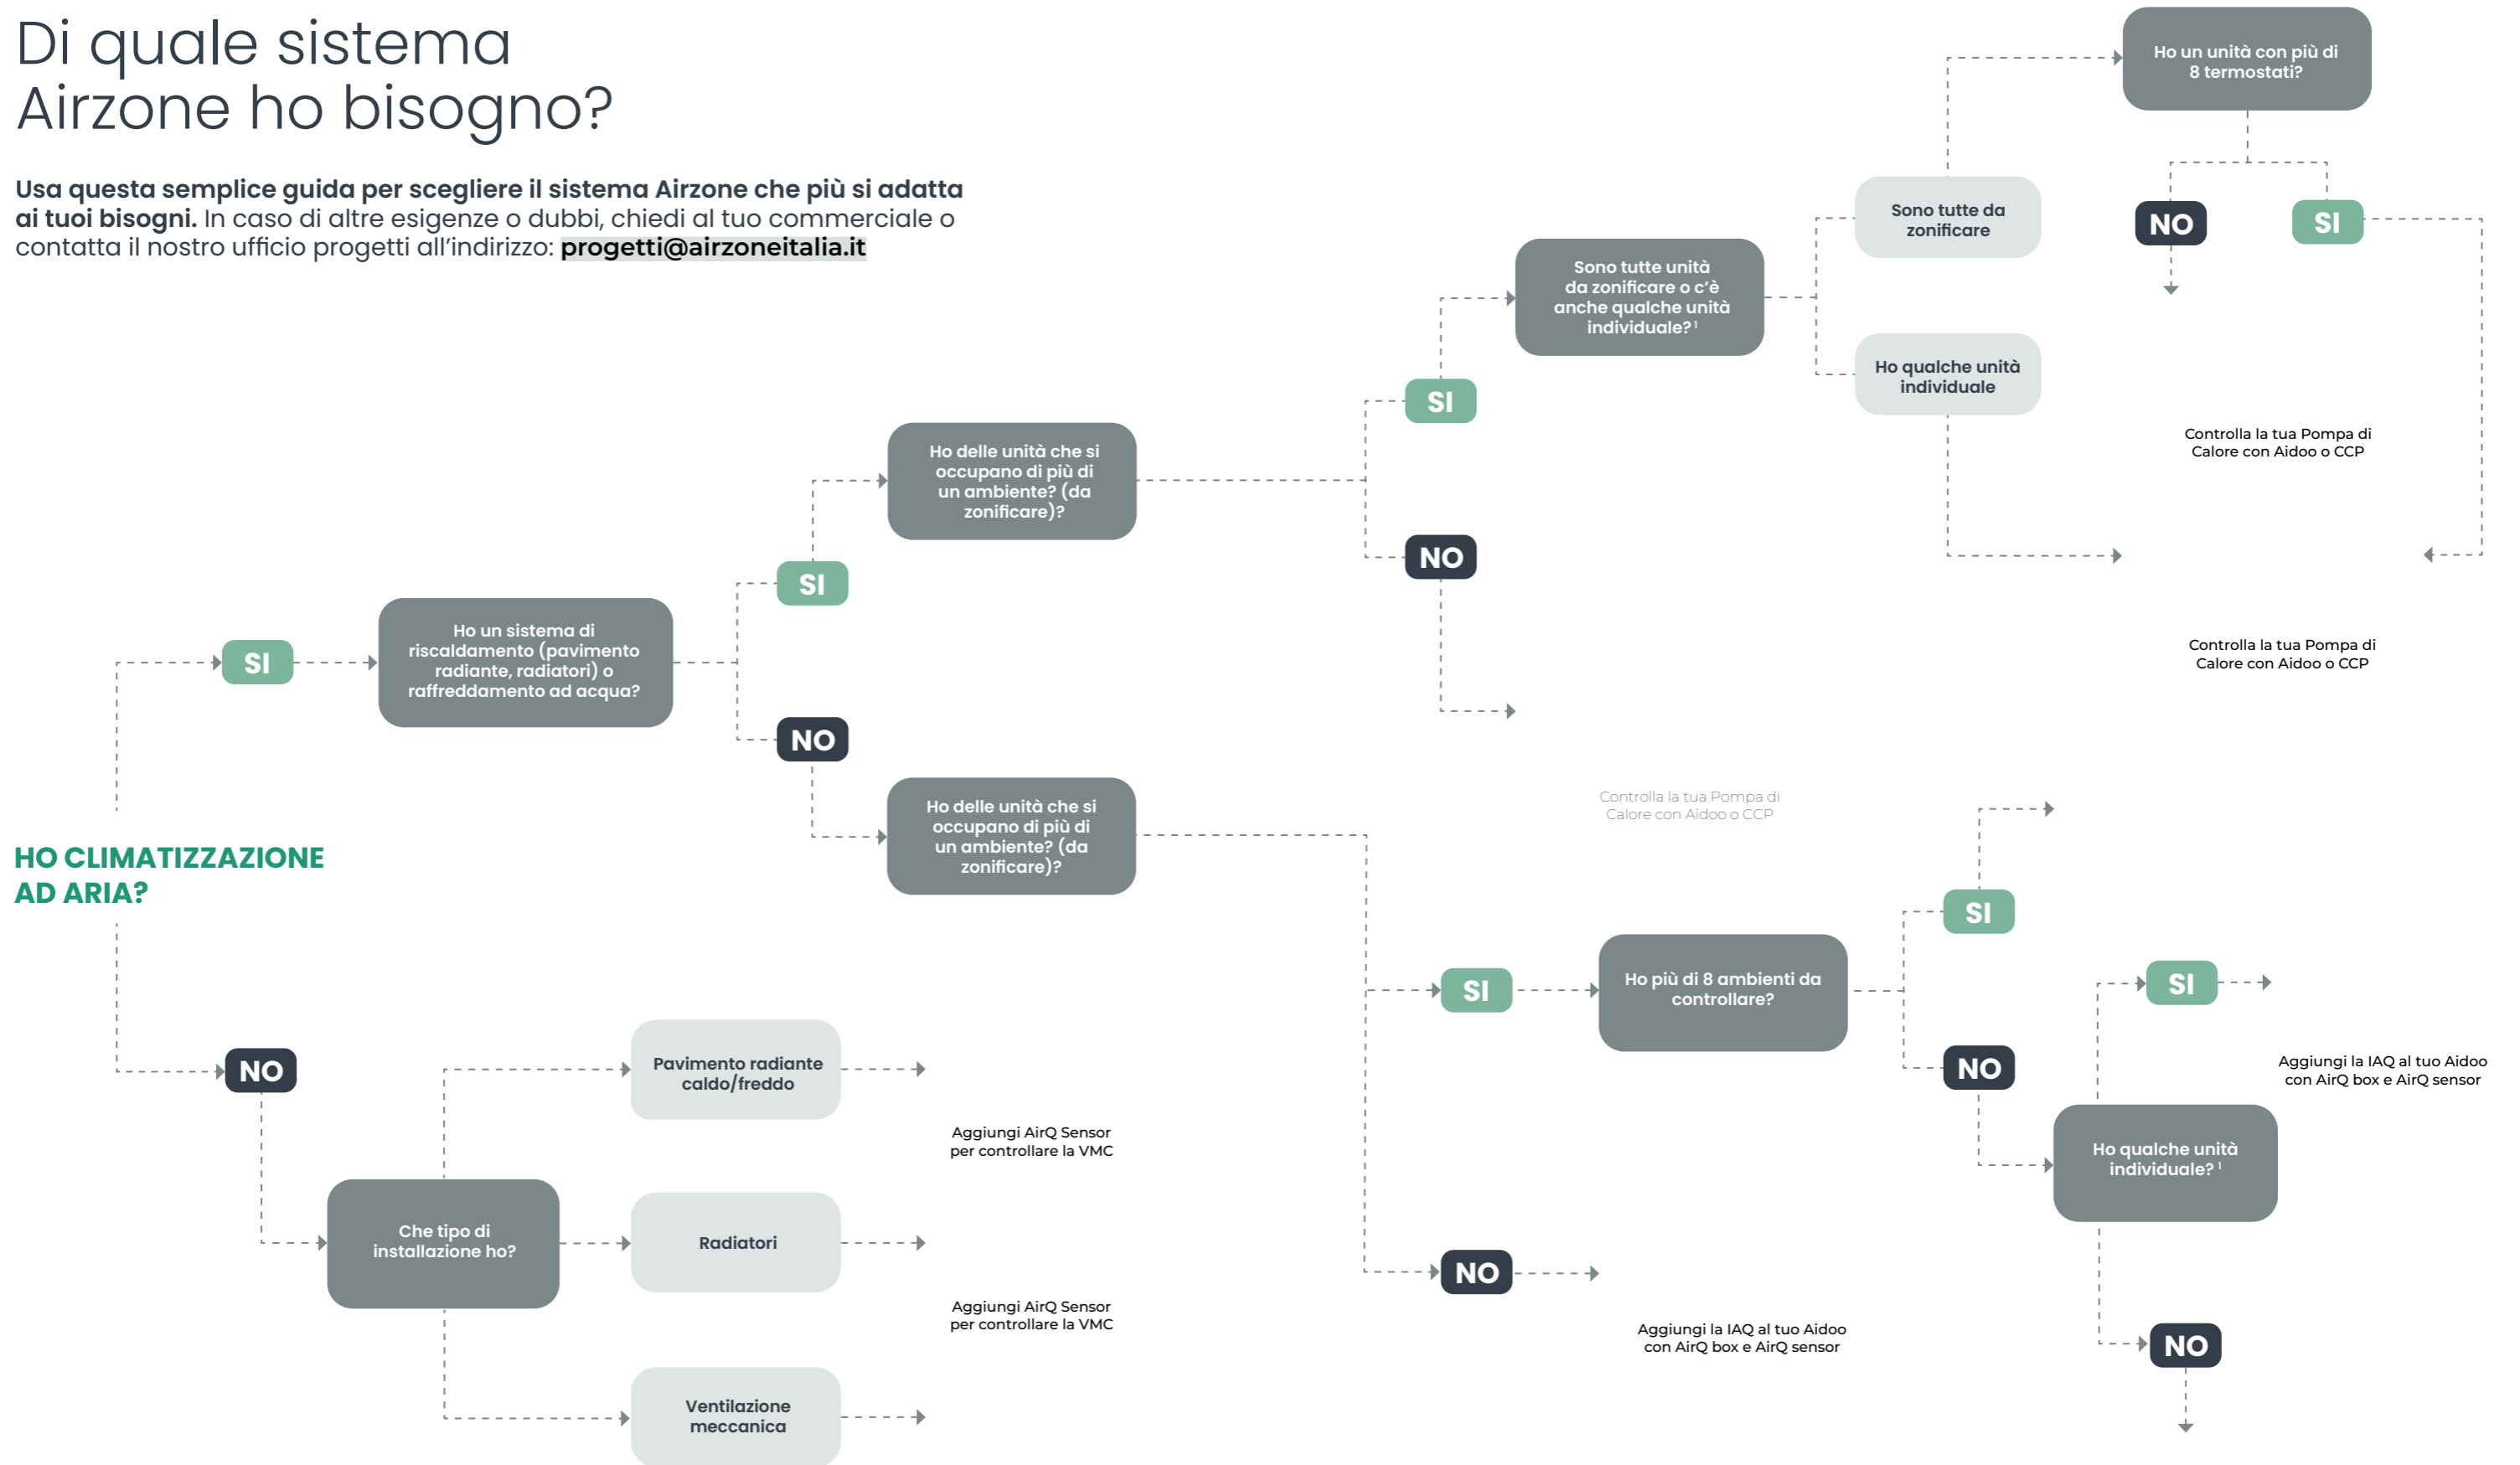 Di quale sistema
Airzone ho bisogno?
Usa questa semplice guida per scegliere il sistema Airzone che più si adatta
ai tuoi bisogni. In caso di altre esigenze o dubbi, chiedi al tuo commerciale o
contatta il nostro ufficio progetti all'indirizzo: progetti@airzoneitalia.it
Ho un unità con più di
8 termostati?
Sono tutte da
zonificare
NO
SI
Sono tutte unità
da zonificare o c'è
anche qualche unità
individuale? ¹
Ho qualche unità
individuale
SI
Controlla la tua Pompa di
Calore con Aidoo o CCP
Ho delle unità che si
occupano di più di
un ambiente? (da
zonificare)?
NO
SI
Ho un sistema di
riscaldamento (pavimento
radiante, radiatori) o
raffreddamento ad acqua?
SI
Controlla la tua Pompa di
Calore con Aidoo o CCP
NO
Ho delle unità che si
occupano di più di
un ambiente? (da
zonificare)?
Controlla la tua Pompa di
Calore con Aidoo o CCP
HO CLIMATIZZAZIONE
AD ARIA?
SI
Ho più di 8 ambienti da
controllare?
SI
SI
NO
NO
Aggiungi la IAQ al tuo Aidoo
con AirQ box e AirQ sensor
Pavimento radiante
caldo/freddo
Aggiungi AirQ Sensor
per controllare la VMC
Ho qualche unità
individuale? ¹
Che tipo di
installazione ho?
Radiatori
NO
Aggiungi AirQ Sensor
per controllare la VMC
Aggiungi la IAQ al tuo Aidoo
con AirQ box e AirQ sensor
NO
Ventilazione
meccanica